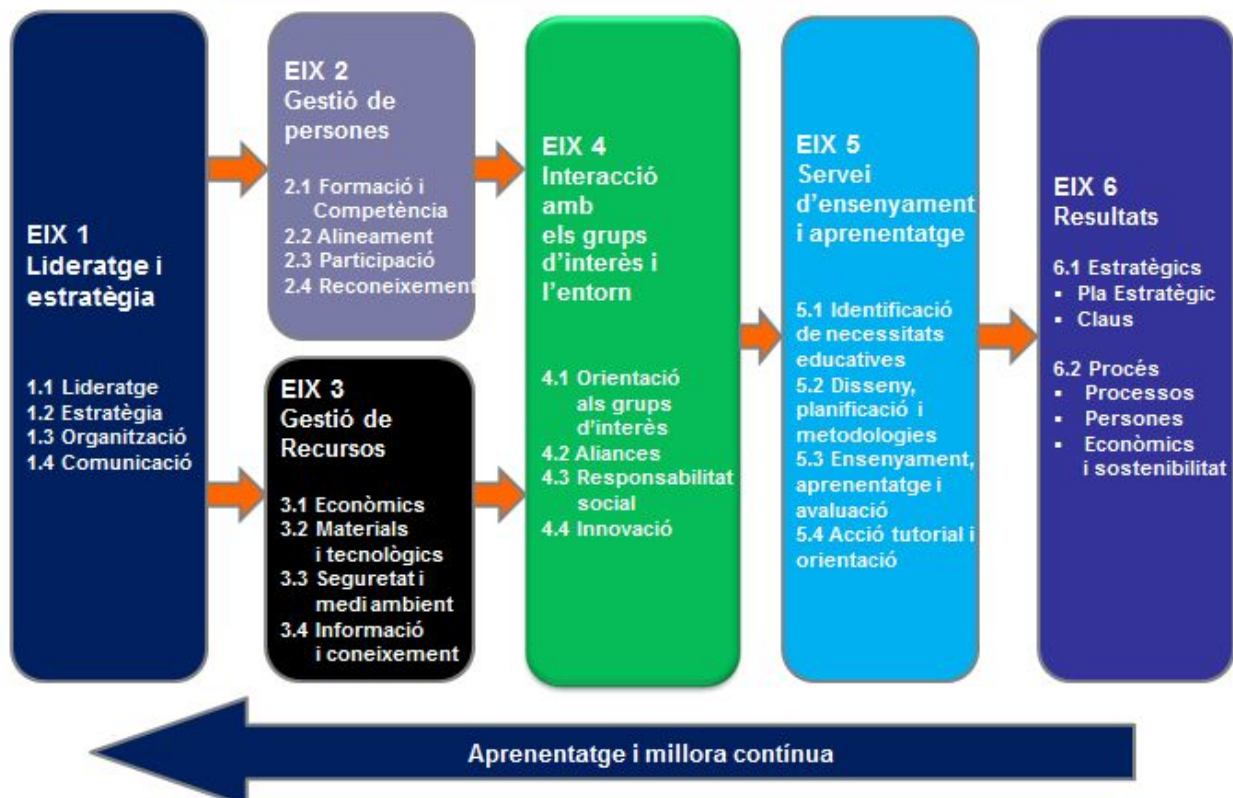 EIX 1
Lideratge i
estratègia
1.1 Lideratge
1.2 Estratègia
1.3 Organització
1.4 Comunicació
EIX 2
Gestió de
persones
2.1 Formació i
Competència
2.2 Alineament
2.3 Participació
2.4 Reconeixement
EIX 3
Gestió de
Recursos
3.1 Econòmics
3.2 Materials
i tecnològics
3.3 Seguretat i
medi ambient
3.4 Informació
i coneixement
EIX 4
Interacció
amb
els grups
d'interès i
l'entorn
4.1 Orientació
als grups
d'interès
4.2 Aliances
4.3 Responsabilitat
social
4.4 Innovació
EIX 5
Servei
d'ensenyament
i aprenentatge
5.1 Identificació
de necessitats
educatives
5.2 Disseny,
planificació i
metodologies
5.3 Ensenyament,
aprenentatge i
avaluació
5.4 Acció tutorial i
orientació
EIX 6
Resultats
6.1 Estratègics
▪ Pla Estratègic
▪ Claus
6.2 Procés
▪ Processos
▪ Persones
▪ Econòmics
i sostenibilitat
Aprenentatge i millora contínua